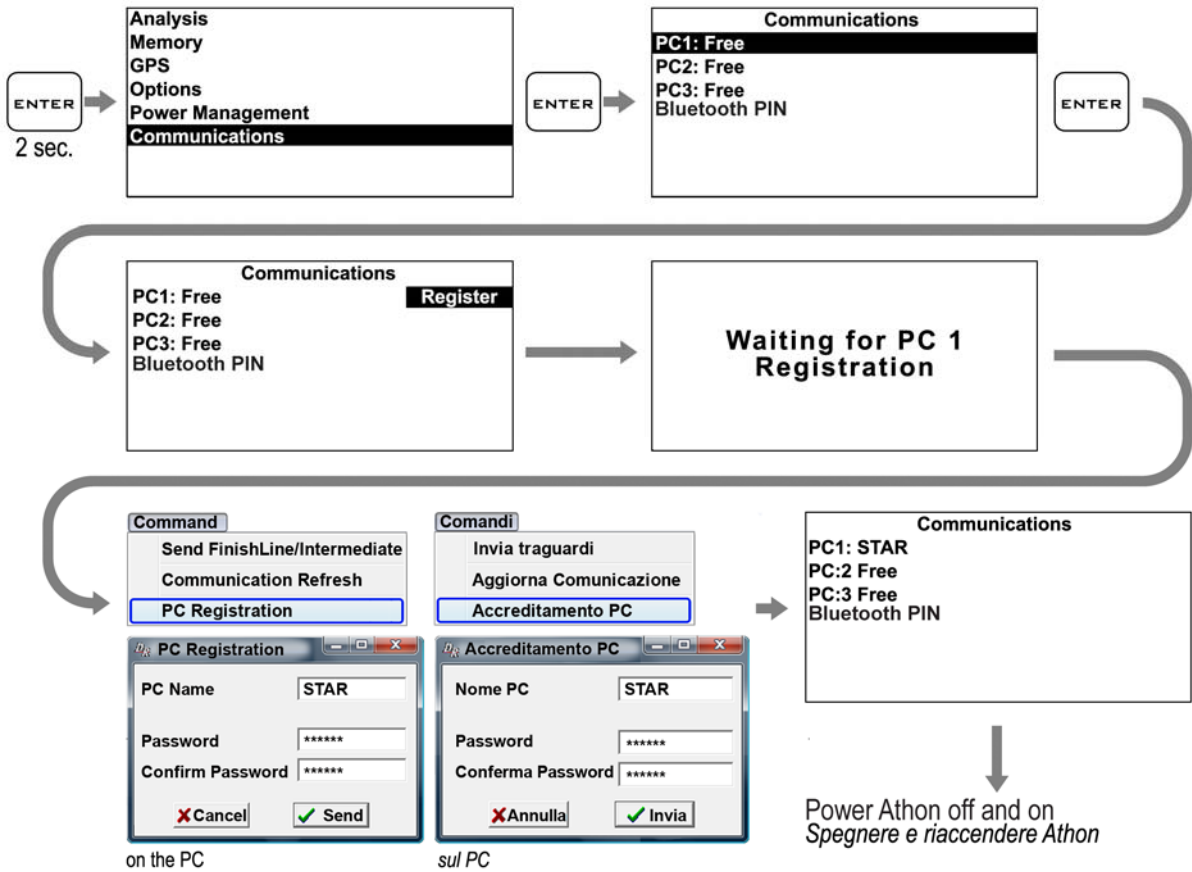 ENTER
2 sec.
Analysis
Memory
GPS
Options
Power Management
Communications
ENTER
Communications
PC1: Free
PC2: Free
PC3: Free
Bluetooth PIN
ENTER
Communications
PC1: Free Register
PC2: Free
PC3: Free
Bluetooth PIN
Waiting for PC 1
Registration
Command
Send FinishLine/Intermediate
Communication Refresh
PC Registration
PC Registration
PC Name STAR
Password ******
Confirm Password ******
Cancel Send
on the PC
Comandi
Invia traguardi
Aggiorna Comunicazione
Accreditamento PC
Accreditamento PC
Nome PC STAR
Password ******
Conferma Password ******
Annulla Invia
sul PC
Communications
PC1: STAR
PC:2 Free
PC:3 Free
Bluetooth PIN
Power Athon off and on
Spegnere e riaccendere Athon